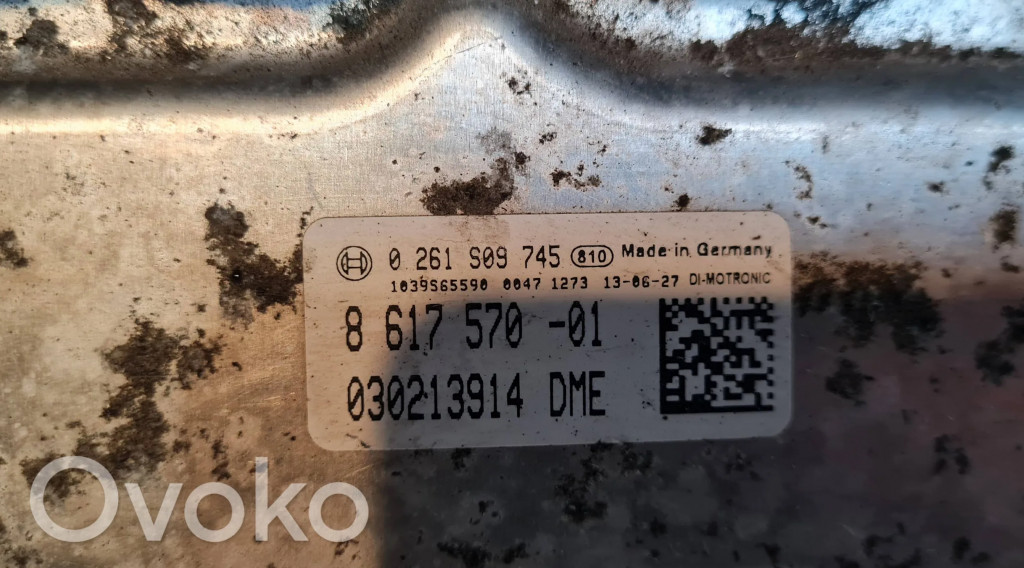 0 261 S09 745 810 Made in Germany
1039S65590 0047 1273 13-06-27 DI-MOTRONIC
8 617 570 -01
030213914 DME
Ovoko